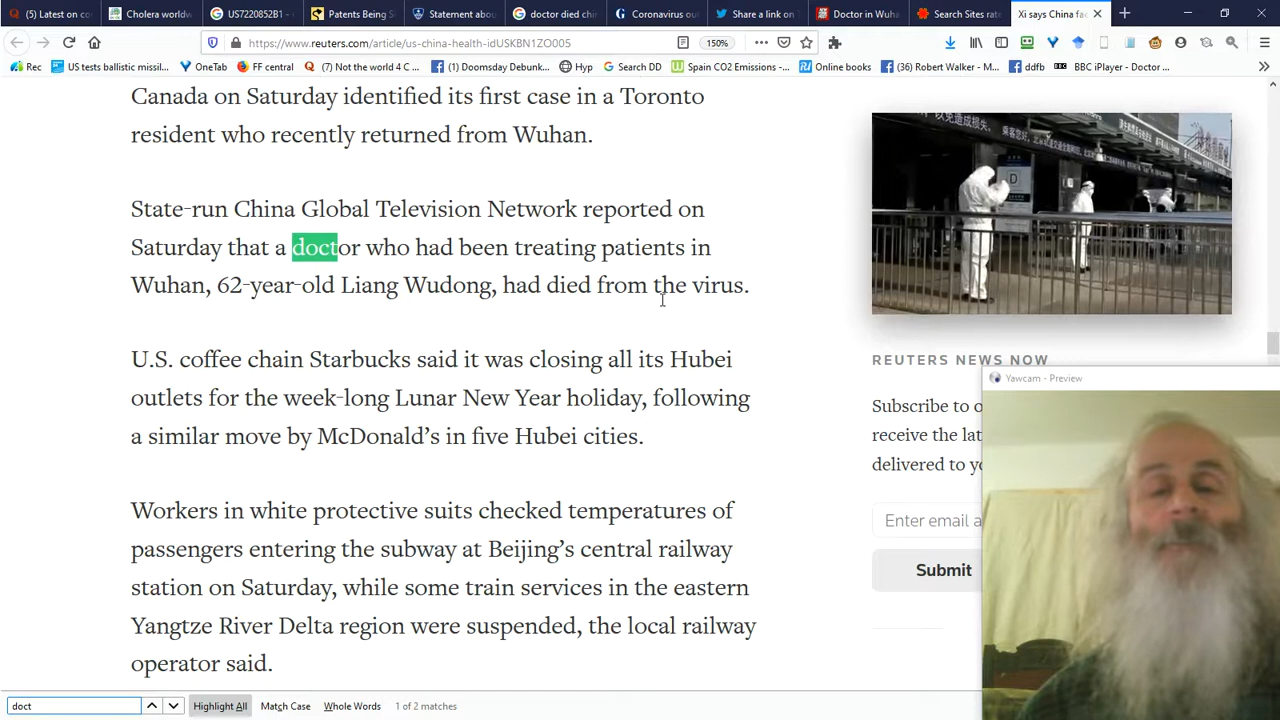 (5) Latest on co
Cholera world
US7220852B1 -
Patents Being S
Statement abou
doctor died chi
Coronavirus ou
Share a link on
Doctor in Wuha
Search Sites rate
Xi says China fac
https://www.reuters.com/article/us-china-health-idUSKBN1ZO005
150%
Rec
US tests ballistic missil...
OneTab
FF central
(7) Not the world 4 C ...
(1) Doomsday Debunk...
Hyp
Search DD
Spain CO2 Emissions - ...
Online books
(36) Robert Walker - M...
ddfb
BBC iPlayer - Doctor ...
Canada on Saturday identified its first case in a Toronto
resident who recently returned from Wuhan.
State-run China Global Television Network reported on
Saturday that a doctor who had been treating patients in
Wuhan, 62-year-old Liang Wudong, had died from the virus.
U.S. coffee chain Starbucks said it was closing all its Hubei
outlets for the week-long Lunar New Year holiday, following
a similar move by McDonald's in five Hubei cities.
Workers in white protective suits checked temperatures of
passengers entering the subway at Beijing's central railway
station on Saturday, while some train services in the eastern
Yangtze River Delta region were suspended, the local railway
operator said.
D
REUTERS NEWS NOW
Yawcam - Preview
Subscribe to o
receive the lat
delivered to yo
Enter email a
Submit
doct
Highlight All
Match Case
Whole Words
1 of 2 matches